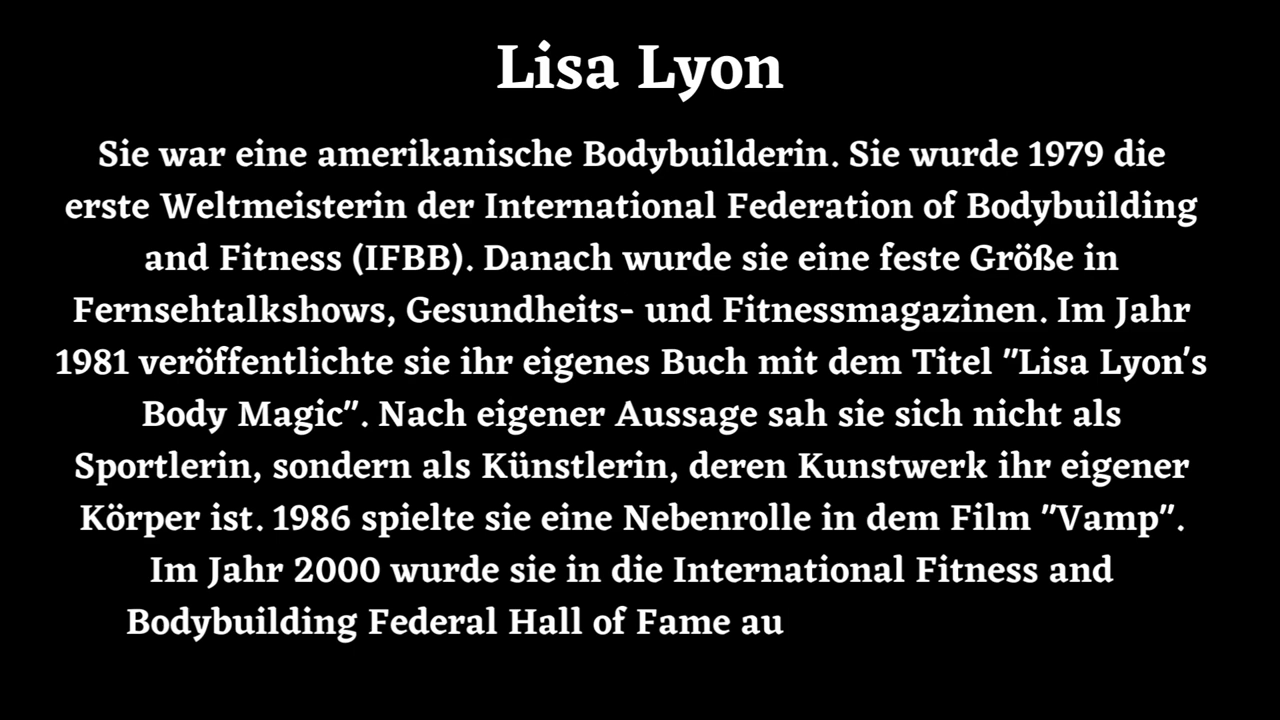 Lisa Lyon
Sie war eine amerikanische Bodybuilderin. Sie wurde 1979 die
erste Weltmeisterin der International Federation of Bodybuilding
and Fitness (IFBB). Danach wurde sie eine feste Größe in
Fernsehtalkshows, Gesundheits- und Fitnessmagazinen. Im Jahr
1981 veröffentlichte sie ihr eigenes Buch mit dem Titel "Lisa Lyon's
Body Magic". Nach eigener Aussage sah sie sich nicht als
Sportlerin, sondern als Künstlerin, deren Kunstwerk ihr eigener
Körper ist. 1986 spielte sie eine Nebenrolle in dem Film "Vamp".
Im Jahr 2000 wurde sie in die International Fitness and
Bodybuilding Federal Hall of Fame au